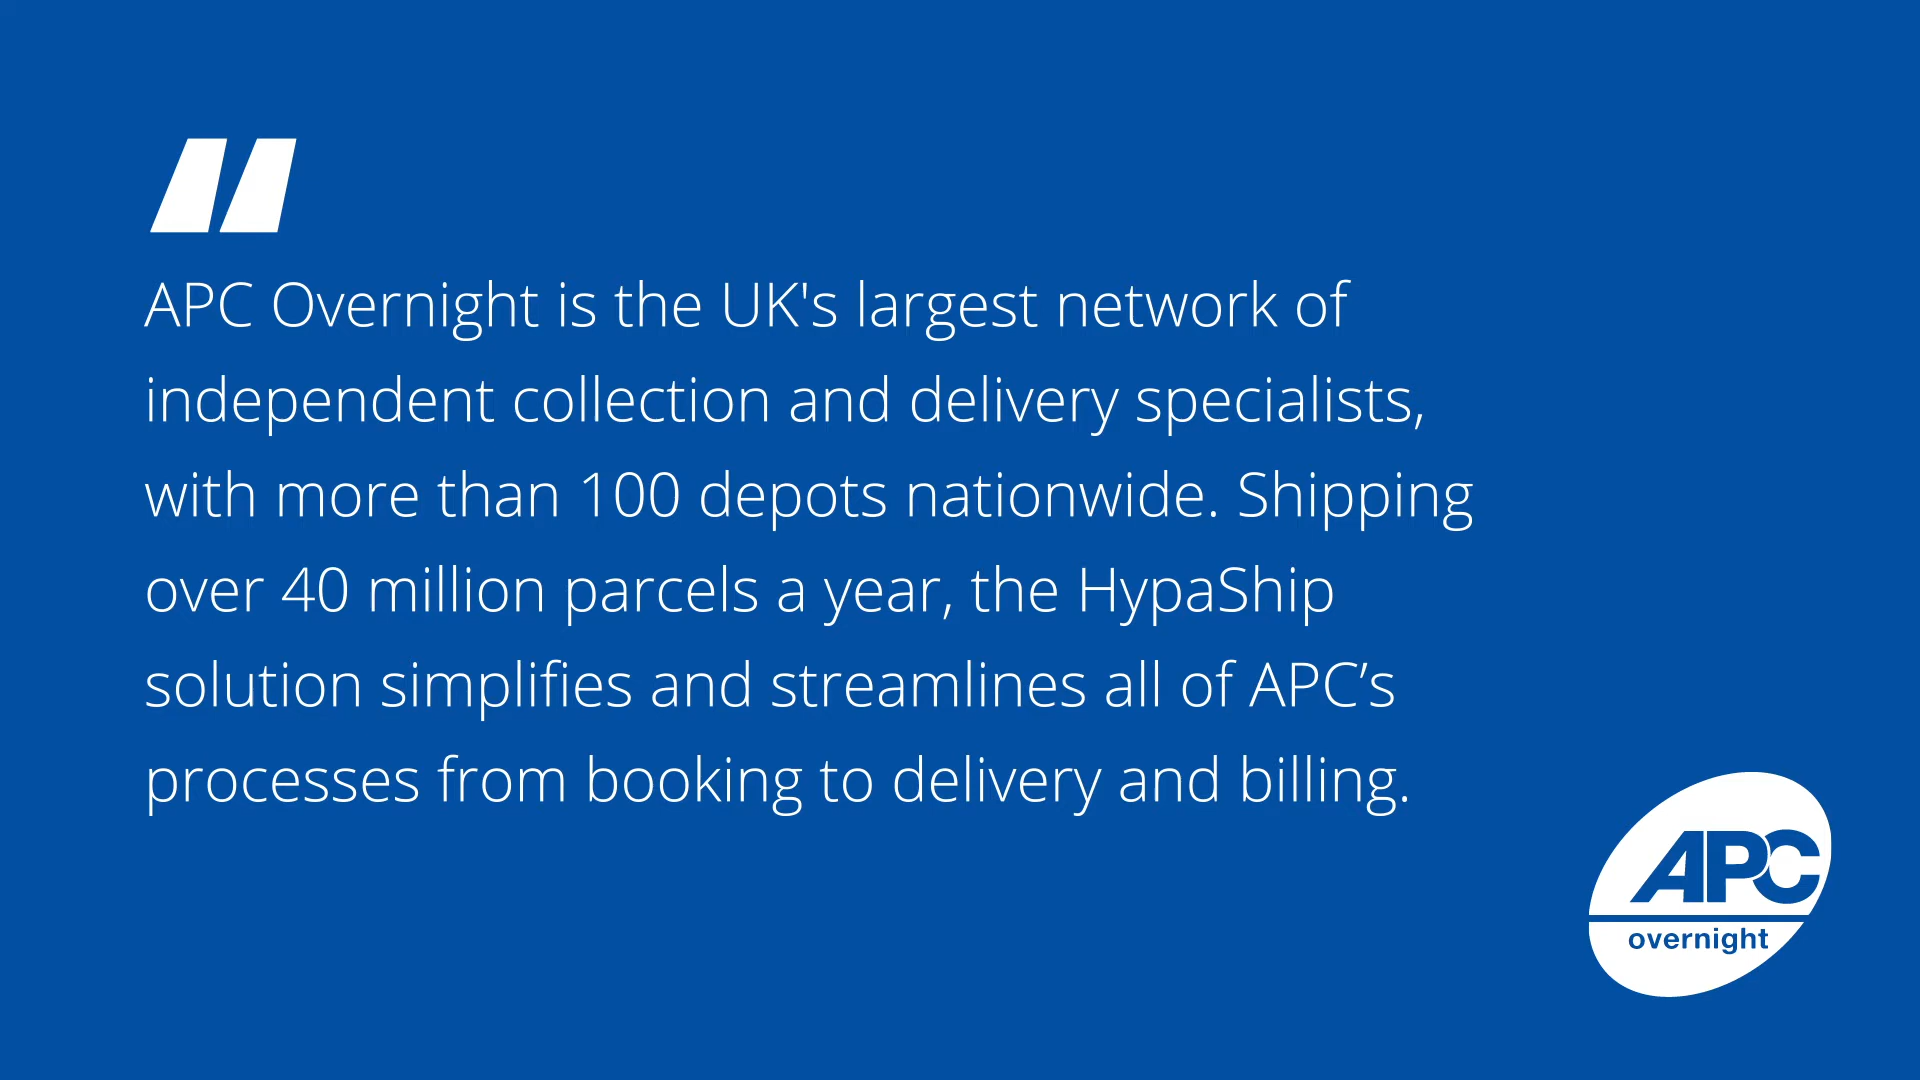 “
APC Overnight is the UK's largest network of
independent collection and delivery specialists,
with more than 100 depots nationwide. Shipping
over 40 million parcels a year, the HypaShip
solution simplifies and streamlines all of APC’s
processes from booking to delivery and billing.
APC
overnight